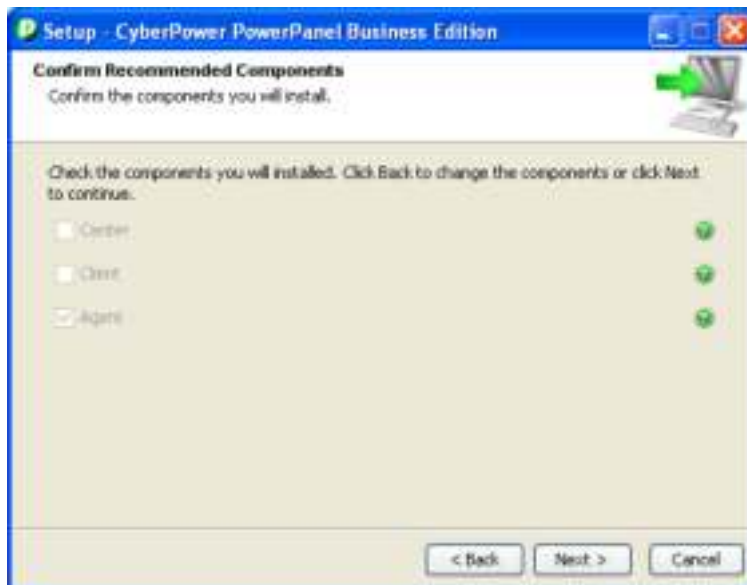 Setup - CyberPower PowerPanel Business Edition
Confirm Recommended Components
Confirm the components you will install.
Check the components you will installed. Click Back to change the components or click Next
to continue.
Center
Client
Agent
< Back
Next >
Cancel